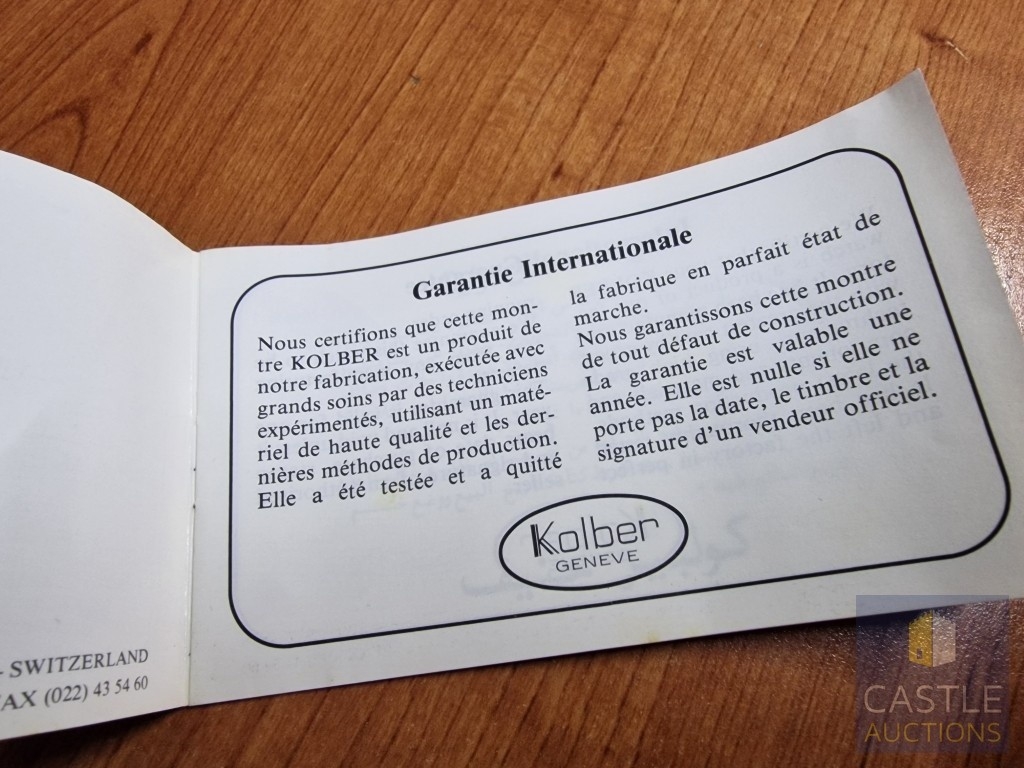 Garantie Internationale
Nous certifions que cette mon-
tre KOLBER est un produit de
notre fabrication, exécutée avec
grands soins par des techniciens
expérimentés, utilisant un maté-
riel de haute qualité et les der-
nières méthodes de production.
Elle a été testée et a quitté
la fabrique en parfait état de
marche.
Nous garantissons cette montre
de tout défaut de construction.
La garantie est valable une
année. Elle est nulle si elle ne
porte pas la date, le timbre et la
signature d'un vendeur officiel.
Kolber
GENEVE
- SWITZERLAND
FAX (022) 43 54 60
CASTLE
AUCTIONS